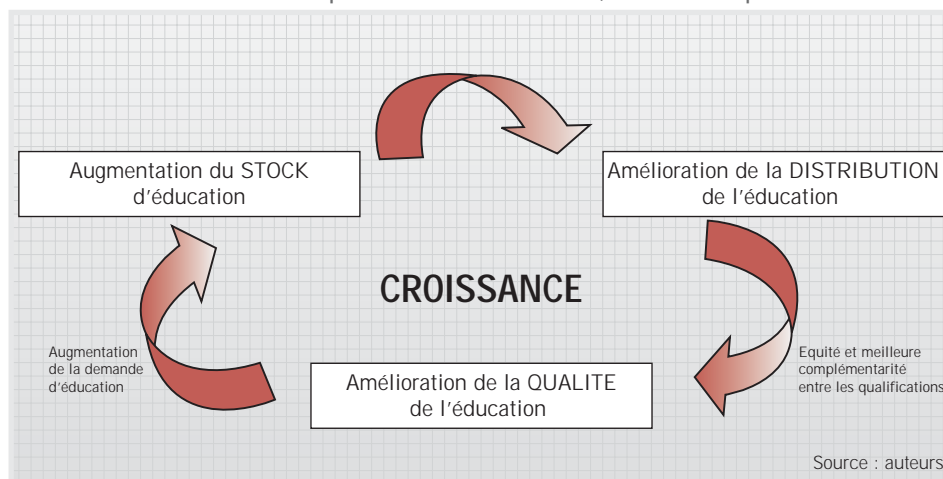 Augmentation du STOCK
d'éducation
Amélioration de la DISTRIBUTION
de l'éducation
CROISSANCE
Augmentation
de la demande
d'éducation
Equité et meilleure
complémentarité
entre les qualifications
Amélioration de la QUALITE
de l'éducation
Source : auteurs